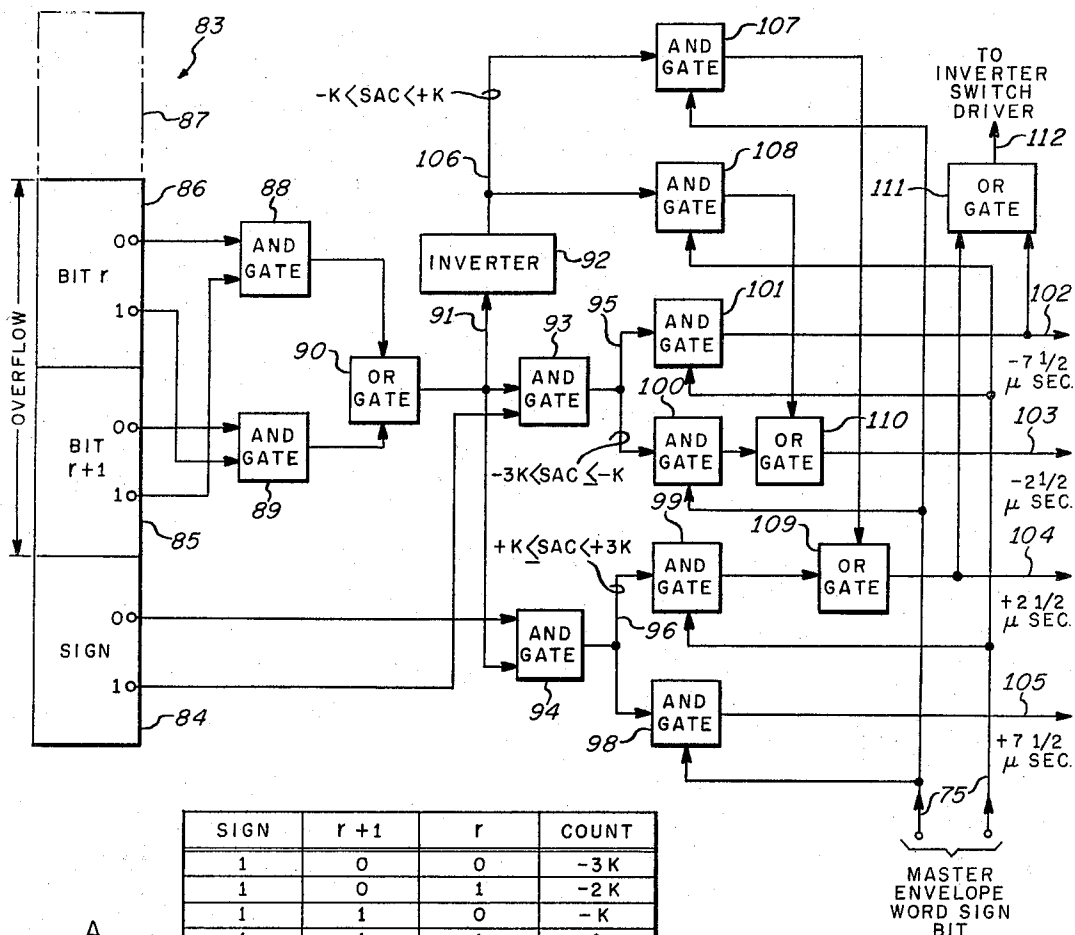 83
87
-K<SAC<+K
106
AND GATE
107
AND GATE
108
TO
INVERTER
SWITCH
DRIVER
112
111
OR GATE
OVERFLOW
86
BIT r
0
1
88
AND GATE
INVERTER
92
91
90
OR GATE
93
AND GATE
95
AND GATE
101
102
-7 1/2
μ SEC.
BIT
r+1
0
1
85
AND GATE
89
100
AND GATE
OR GATE
110
103
-2 1/2
μ SEC.
-3K<SAC≤-K
+K≤SAC<+3K
99
AND GATE
96
109
OR GATE
104
+2 1/2
μ SEC.
SIGN
0
1
84
AND GATE
94
AND GATE
98
105
+7 1/2
μ SEC.
75
MASTER
ENVELOPE
WORD SIGN
BIT
SIGN r+1 r COUNT
1 0 0 -3K
1 0 1 -2K
1 1 0 -K